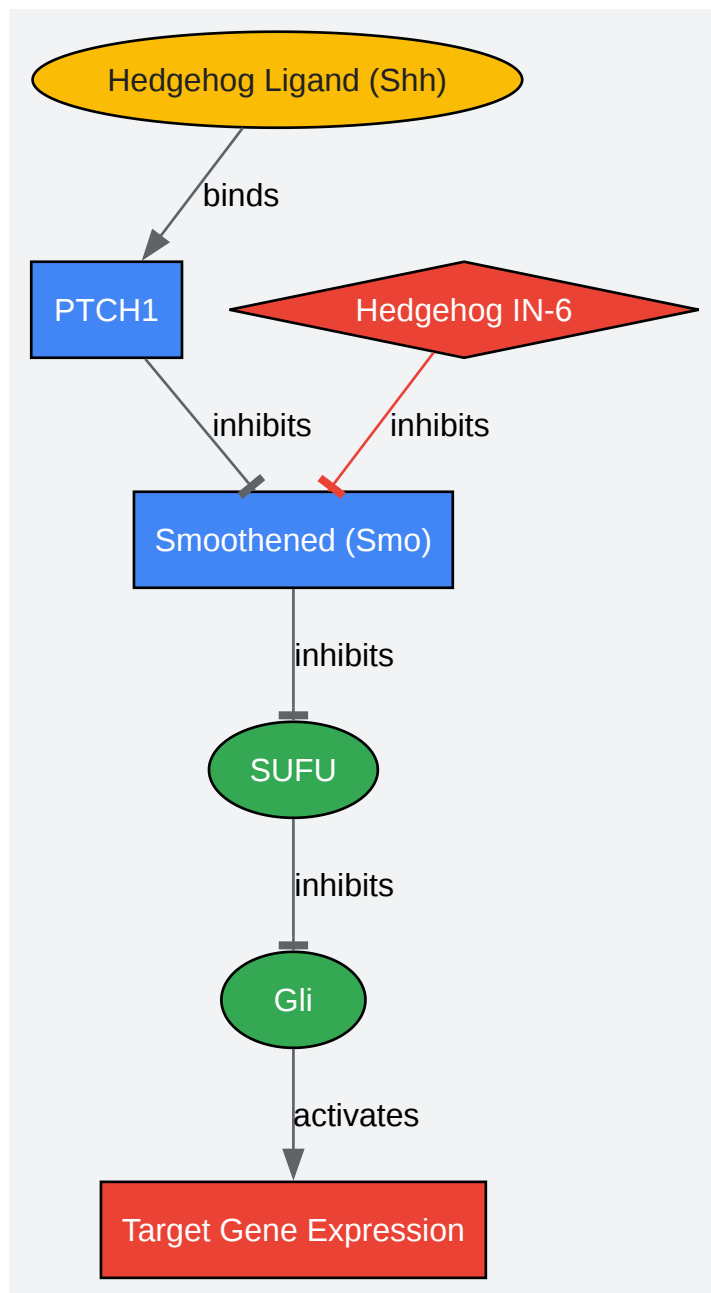 Hedgehog Ligand (Shh)
binds
PTCH1
Hedgehog IN-6
inhibits
inhibits
Smoothened (Smo)
inhibits
SUFU
inhibits
Gli
activates
Target Gene Expression